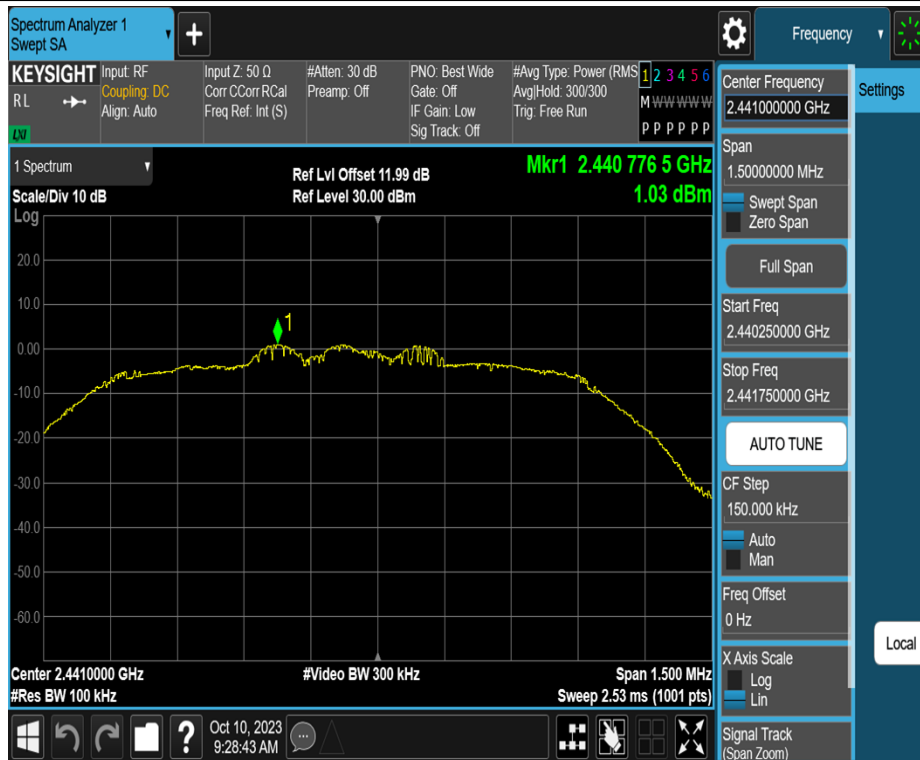 Spectrum Analyzer 1
Swept SA
+
Frequency
KEYSIGHT
R L
LXI
Input: RF
Coupling: DC
Align: Auto
Input Z: 50 Ω
Corr CCorr RCal
Freq Ref: Int (S)
#Atten: 30 dB
Preamp: Off
PNO: Best Wide
Gate: Off
IF Gain: Low
Sig Track: Off
#Avg Type: Power (RMS
Avg|Hold: 300/300
Trig: Free Run
1 2 3 4 5 6
M W W W W W
P P P P P P
1 Spectrum
Scale/Div 10 dB
Log
Ref Lvl Offset 11.99 dB
Ref Level 30.00 dBm
Mkr1 2.440 776 5 GHz
1.03 dBm
20.0
10.0
0.00
-10.0
-20.0
-30.0
-40.0
-50.0
-60.0
1
Center 2.4410000 GHz
#Res BW 100 kHz
#Video BW 300 kHz
Span 1.500 MHz
Sweep 2.53 ms (1001 pts)
?
Oct 10, 2023
9:28:43 AM
Center Frequency
2.441000000 GHz
Span
1.50000000 MHz
Swept Span
Zero Span
Full Span
Start Freq
2.440250000 GHz
Stop Freq
2.441750000 GHz
AUTO TUNE
CF Step
150.000 kHz
Auto
Man
Freq Offset
0 Hz
X Axis Scale
Log
Lin
Signal Track
(Span Zoom)
Settings
Local